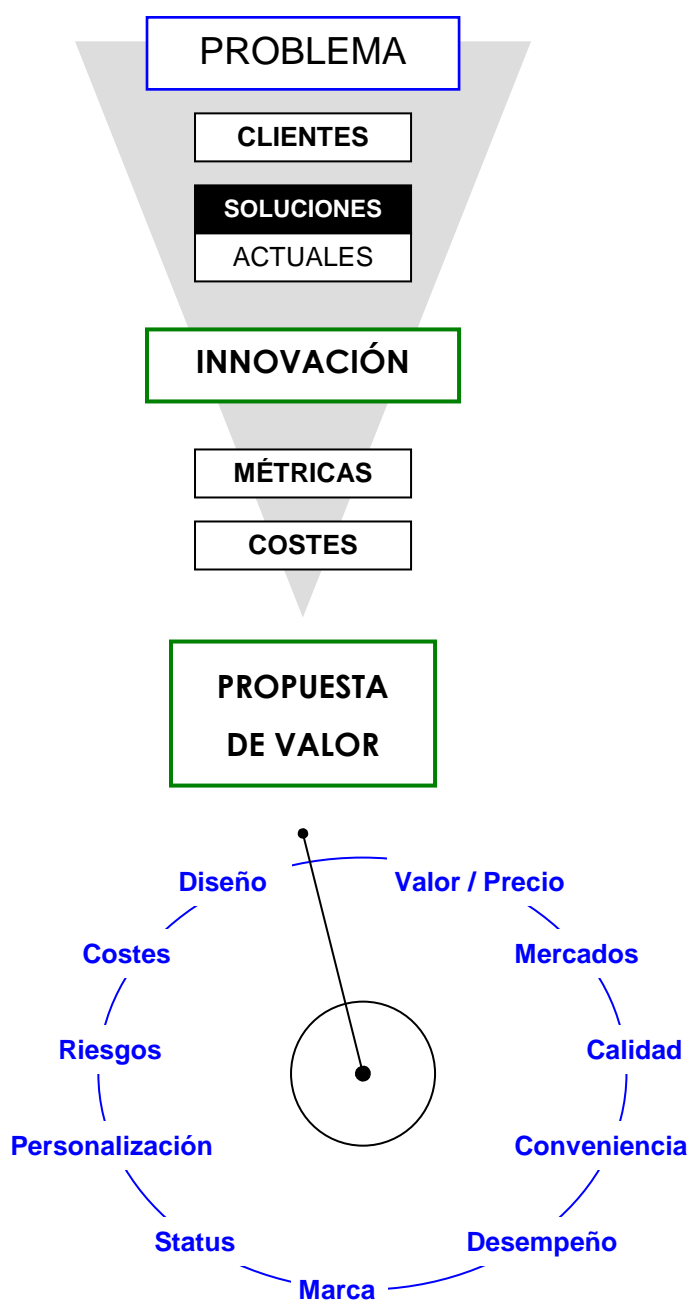 PROBLEMA
CLIENTES
SOLUCIONES
ACTUALES
INNOVACIÓN
MÉTRICAS
COSTES
PROPUESTA
DE VALOR
Diseño
Valor / Precio
Costes
Mercados
Riesgos
Calidad
Personalización
Conveniencia
Status
Desempeño
Marca